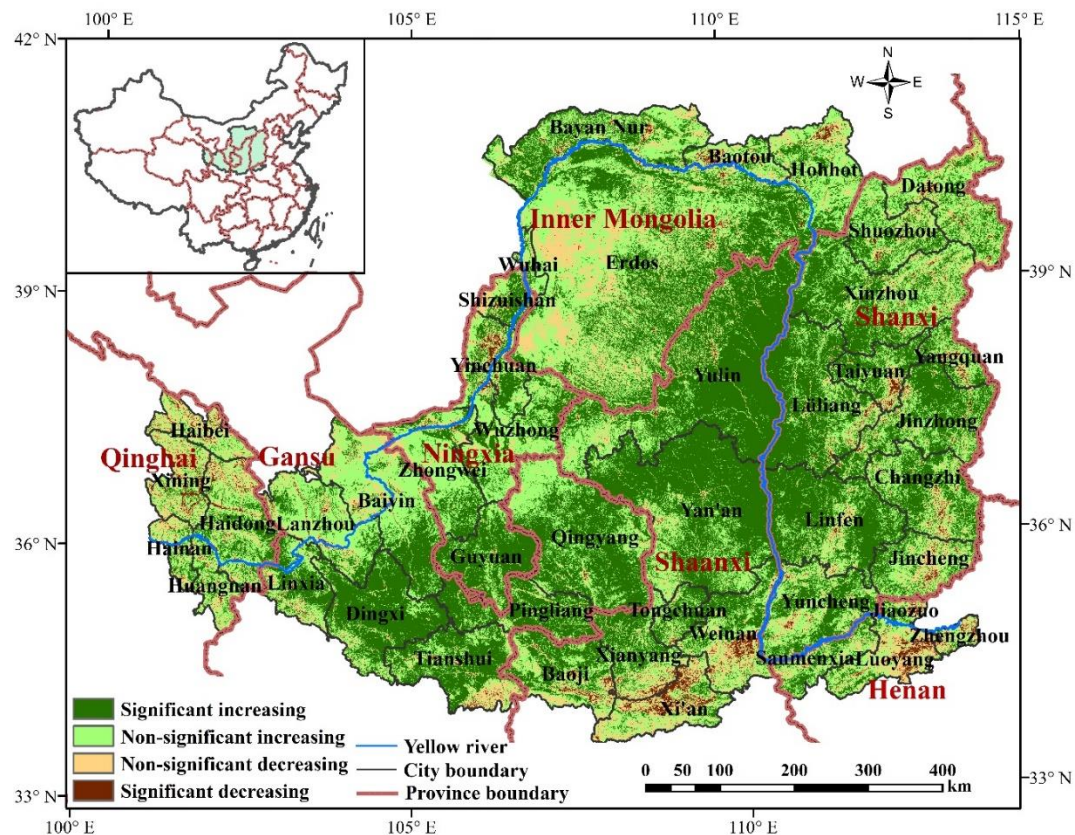 100° E 105° E 110° E 115° E
42° N
N
W E
S
Bayan Nur
Baotou
Hohhot
Datong
Inner Mongolia
Shuozhou
Erdos
Wuhai
39° N
39° N
Shizuishan
Xinzhou
Shanxi
Yinchuan
Yangquan
Taiyuan
Yulin
Lüliang
Jinzhong
Wuzhong
Haibei
Qinghai
Gansu
Ningxia
Zhongwei
Changzhi
Xining
Baiyin
Haidong
Lanzhou
Yan'an
Linfen
36° N
36° N
Hainan
Qingyang
Guyuan
Shaanxi
Jincheng
Huangnan
Linxia
Dingxi
Pingliang
Tongchuan
Yuncheng
Jiaozuo
Weinan
Zhengzhou
Tianshui
Xianyang
Sanmenxia
Luoyang
Baoji
Xi'an
Henan
Significant increasing
Non-significant increasing
Non-significant decreasing
Significant decreasing
Yellow river
City boundary
Province boundary
0 50 100 200 300 400
km
33° N
33° N
100° E 105° E 110° E